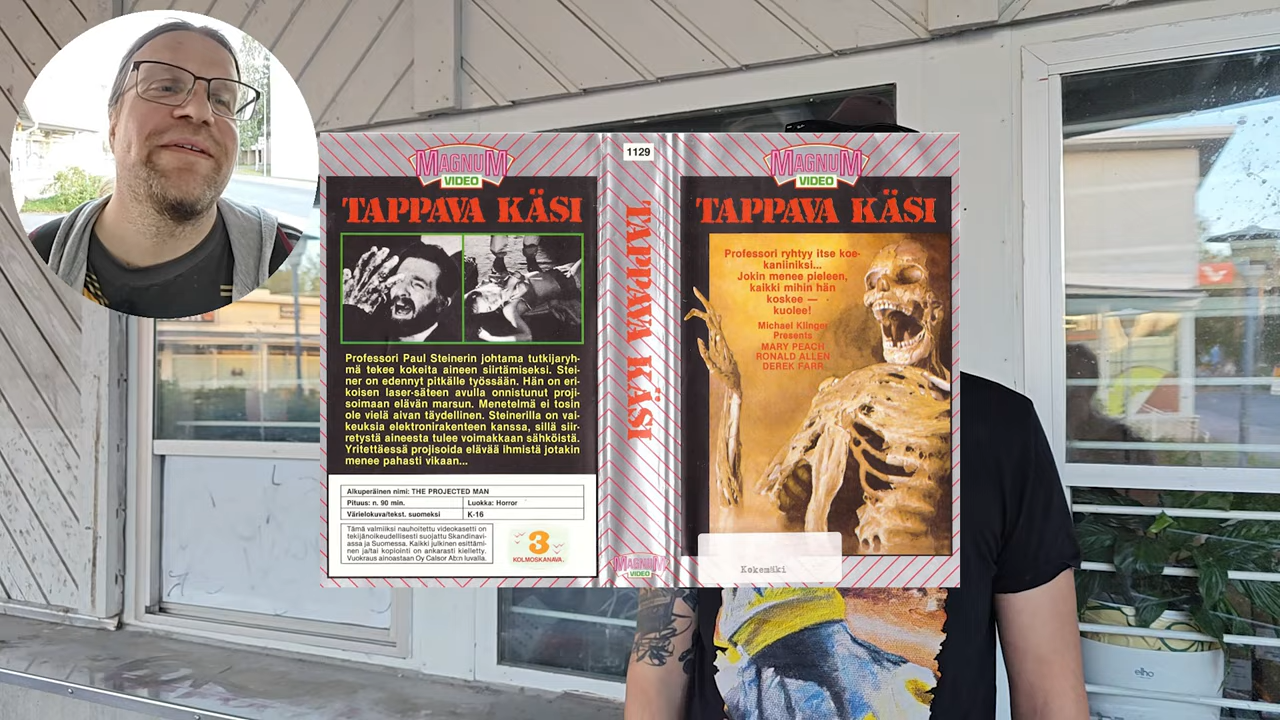 MAGNUM
VIDEO
TAPPAVA KÄSI
Professori Paul Steinerin johtama tutkijaryh-
mä tekee kokeita aineen siirtämiseksi. Stei-
ner on edennyt pitkälle työssään. Hän on eri-
koisen laser-säteen avulla onnistunut proji-
soimaan elävän marsun. Menetelmä ei tosin
ole vielä aivan täydellinen. Steinerilla on vai-
keuksia elektronirakenteen kanssa, sillä siir-
retystä aineesta tulee voimakkaan sähköistä.
Yritettäessä projisoida elävää ihmistä jotakin
menee pahasti vikaan...
Alkuperäinen nimi: THE PROJECTED MAN
Pituus: n. 90 min.
Luokka: Horror
Värielokuva/tekst. suomeksi
K-16
Tämä valmiiksi nauhoitettu videokasetti on
tekijänoikeudellisesti suojattu Skandinavi-
assa ja Suomessa. Kaikki julkinen esittämi-
nen ja/tai kopiointi on ankarasti kielletty.
Vuokraus ainoastaan Oy Calsor Ab:n luvalla.
3
KOLMOSKANAVA
1129
TAPPAVA KÄSI
MAGNUM
VIDEO
MAGNUM
VIDEO
TAPPAVA KÄSI
Professori ryhtyy itse koe-
kaniiniksi...
Jokin menee pieleen,
kaikki mihin hän
koskee —
kuolee!
Michael Klinger
Presents
MARY PEACH
RONALD ALLEN
DEREK FARR
Kokemäki
elho